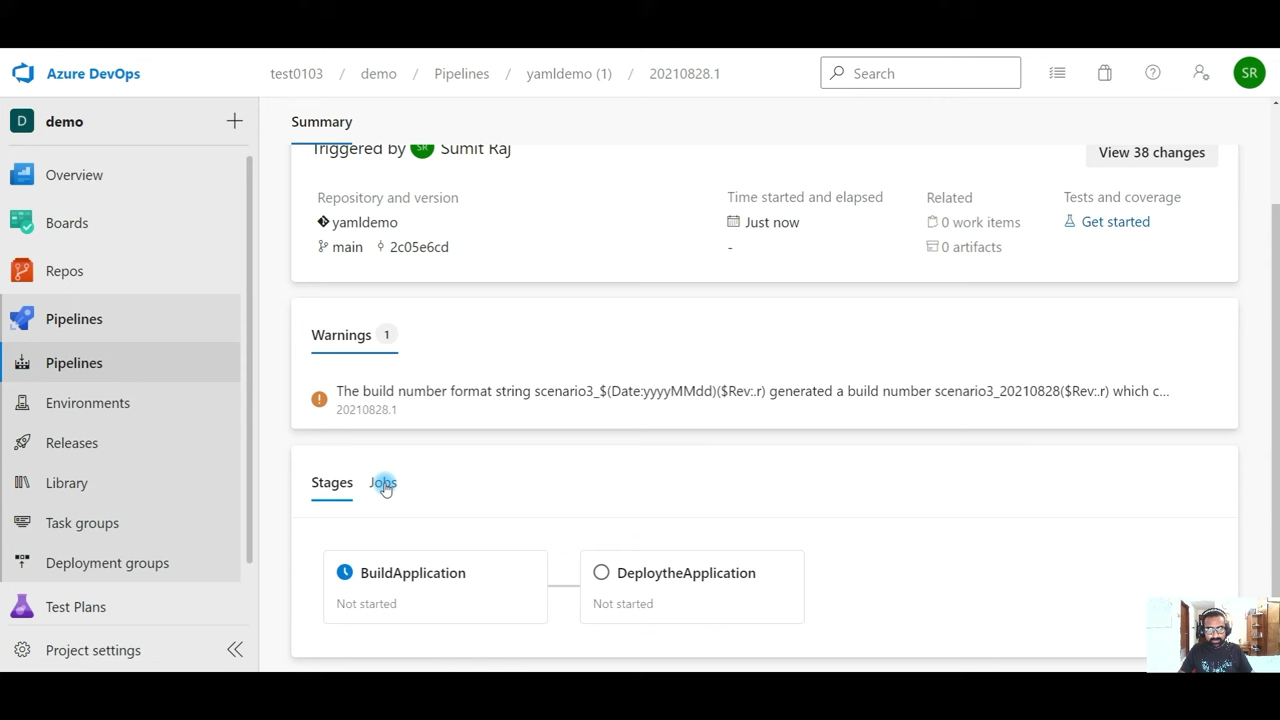 Azure DevOps
test0103 / demo / Pipelines / yamldemo (1) / 20210828.1
Search
SR
D demo
Overview
Boards
Repos
Pipelines
Pipelines
Environments
Releases
Library
Task groups
Deployment groups
Test Plans
Project settings
Summary
Triggered by SR Sumit Raj
View 38 changes
Repository and version
yamldemo
main 2c05e6cd
Time started and elapsed
Just now
-
Related
0 work items
0 artifacts
Tests and coverage
Get started
Warnings 1
The build number format string scenario3_$(Date:yyyyMMdd)($Rev:.r) generated a build number scenario3_20210828($Rev:.r) which c...
20210828.1
Stages Jobs
BuildApplication
Not started
DeploytheApplication
Not started